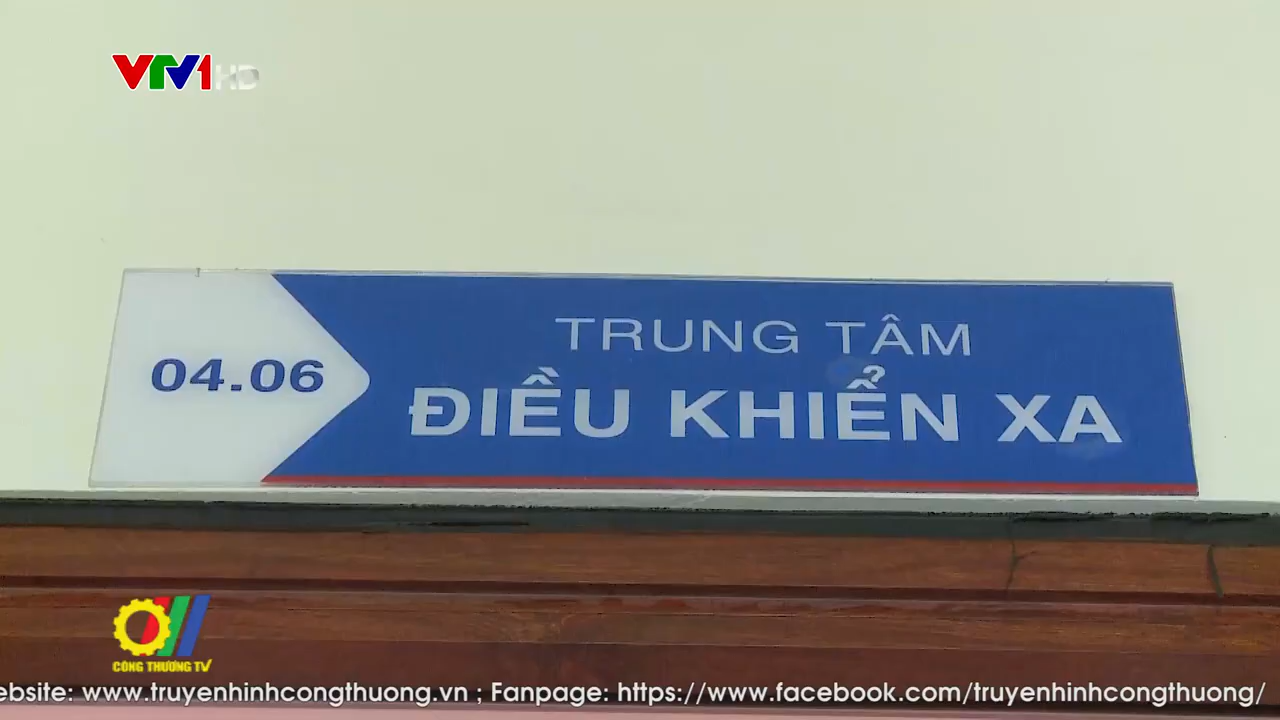 VTV1 HD
04.06
TRUNG TÂM
ĐIỀU KHIỂN XA
CÔNG THƯƠNG TV
ebsite: www.truyenhinhcongthuong.vn ; Fanpage: https://www.facebook.com/truyenhinhcongthuong/